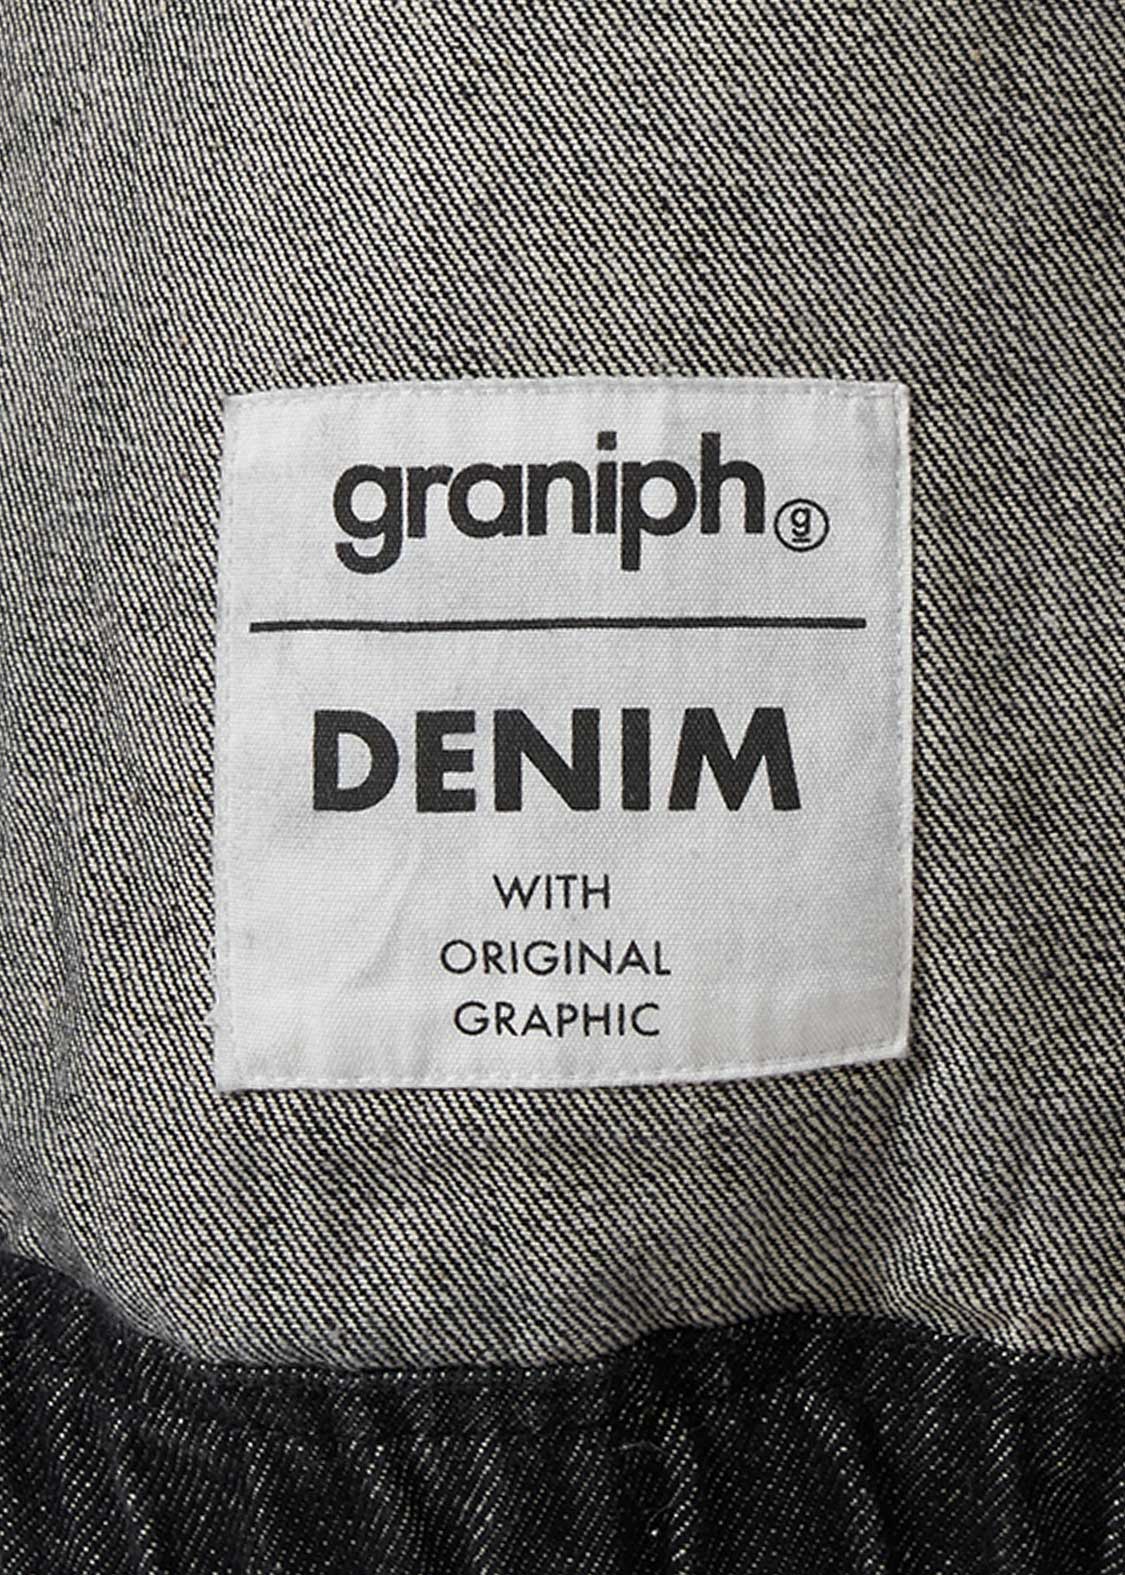 graniph g
DENIM
WITH
ORIGINAL
GRAPHIC